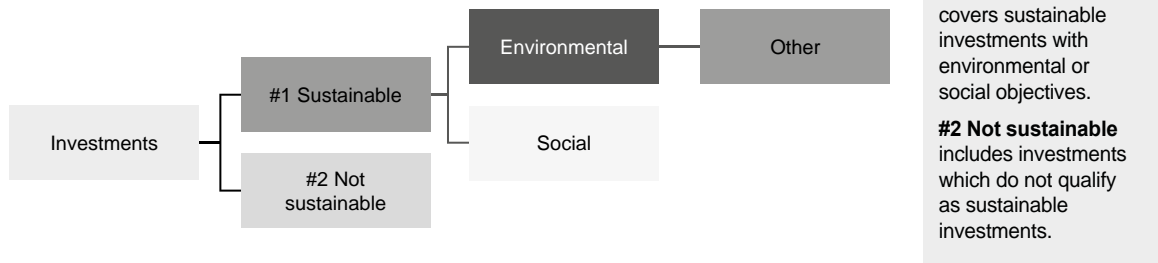 Investments
#1 Sustainable
#2 Not
sustainable
Environmental
Social
Other
covers sustainable
investments with
environmental or
social objectives.
#2 Not sustainable
includes investments
which do not qualify
as sustainable
investments.